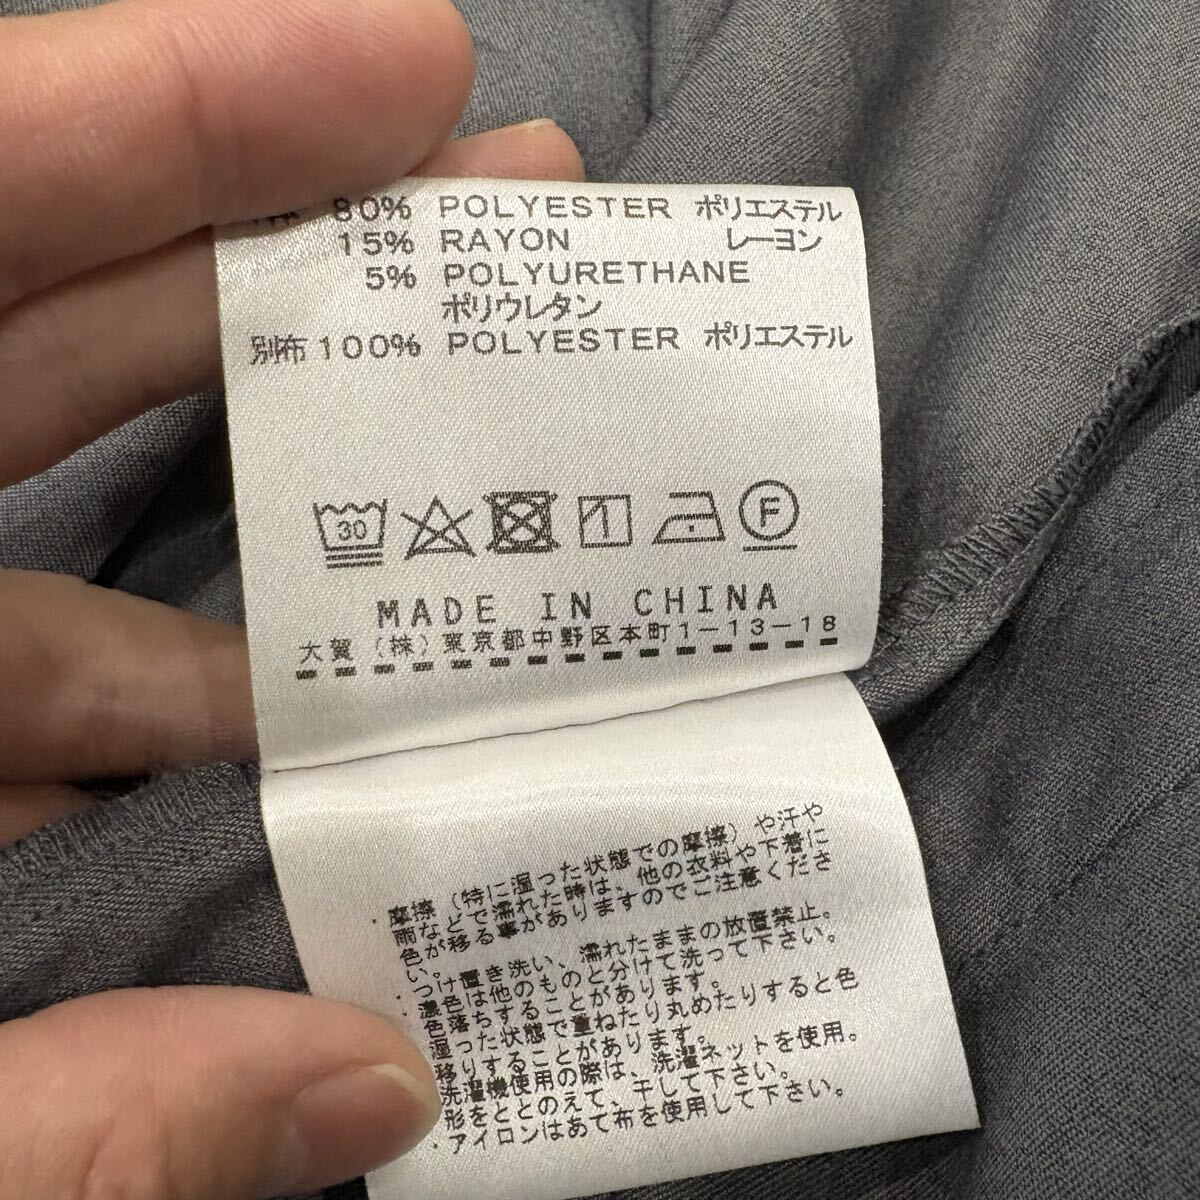 80% POLYESTER ポリエステル
15% RAYON レーヨン
5% POLYURETHANE
ポリウレタン
別布 100% POLYESTER ポリエステル
30
F
MADE IN CHINA
大賀(株)東京都中野区本町1-13-18
・摩擦(特に湿った状態での摩擦)や汗や
雨などで濡れた時は、他の衣料や下着に
色が移る事がありますのでご注意くださ
い。
・つけ置き洗い、濡れたままの放置禁止。
・濃色は他のものと分けて洗って下さい。
色落ちすることがあります。
湿った状態で重ねたり丸めたりすると色
移りすることがあります。
洗濯機使用の際は、洗濯ネットを使用。
形をととのえて、干して下さい。
・アイロンはあて布を使用して下さい。